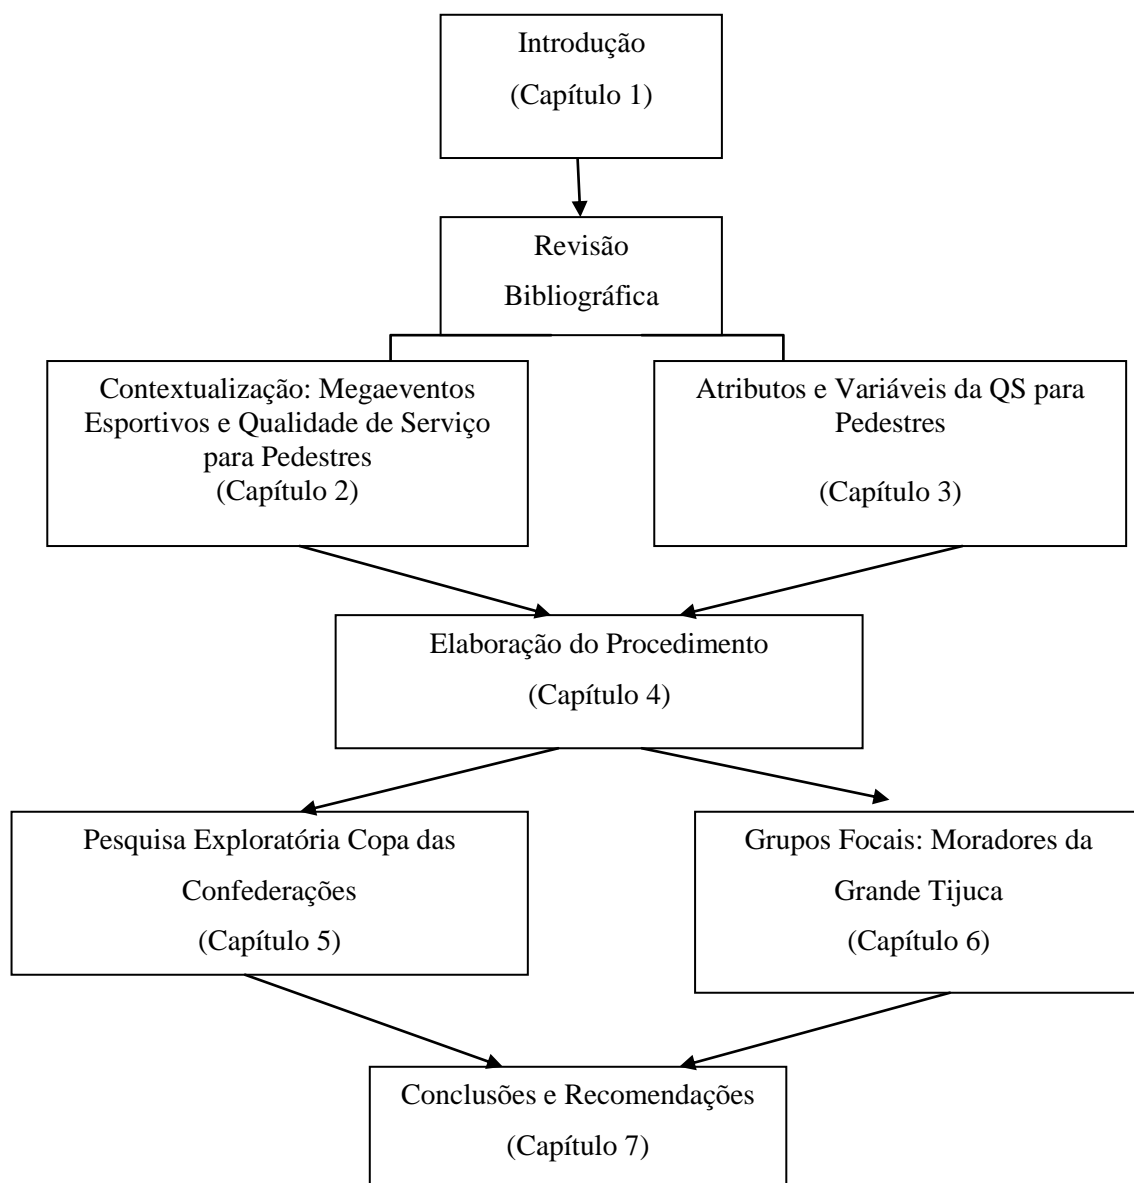 Introdução
(Capítulo 1)
Revisão
Bibliográfica
Contextualização: Megaeventos
Esportivos e Qualidade de Serviço
para Pedestres
(Capítulo 2)
Atributos e Variáveis da QS para
Pedestres
(Capítulo 3)
Elaboração do Procedimento
(Capítulo 4)
Pesquisa Exploratória Copa das
Confederações
(Capítulo 5)
Grupos Focais: Moradores da
Grande Tijuca
(Capítulo 6)
Conclusões e Recomendações
(Capítulo 7)